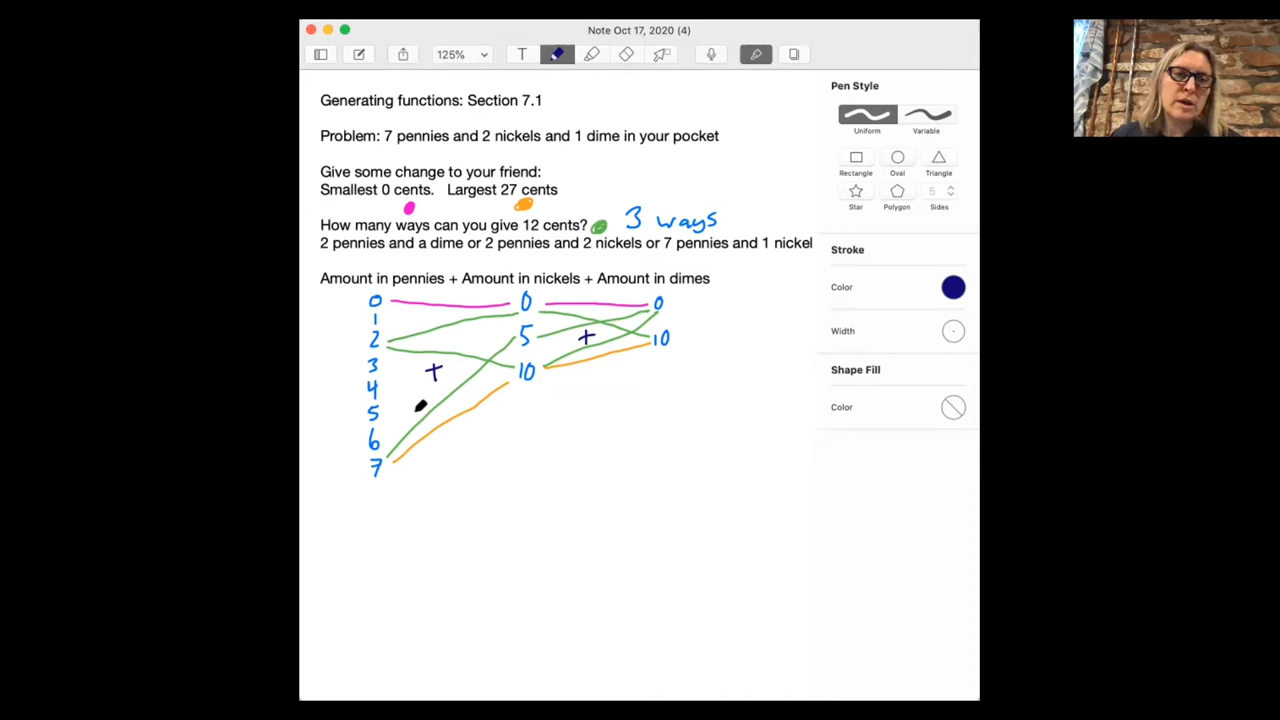 Note Oct 17, 2020 (4)
125%
T
Generating functions: Section 7.1
Problem: 7 pennies and 2 nickels and 1 dime in your pocket
Give some change to your friend:
Smallest 0 cents. Largest 27 cents
How many ways can you give 12 cents? 3 ways
2 pennies and a dime or 2 pennies and 2 nickels or 7 pennies and 1 nickel
Amount in pennies + Amount in nickels + Amount in dimes
0 0 0
1
2 5 + 10
3
+ 10
4
5
6
7
Pen Style
Uniform Variable
Rectangle Oval Triangle
5
Star Polygon Sides
Stroke
Color
Width
Shape Fill
Color